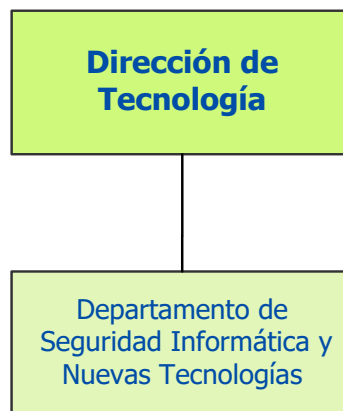 Dirección de
Tecnología
Departamento de
Seguridad Informática y
Nuevas Tecnologías